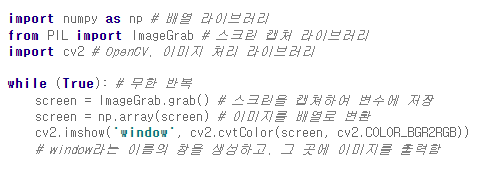 import numpy as np # 배열 라이브러리
from PIL import ImageGrab # 스크린 캡처 라이브러리
import cv2 # OpenCV, 이미지 처리 라이브러리
while (True): # 무한 반복
screen = ImageGrab.grab() # 스크린을 캡쳐하여 변수에 저장
screen = np.array(screen) # 이미지를 배열로 변환
cv2.imshow('window', cv2.cvtColor(screen, cv2.COLOR_BGR2RGB))
# window라는 이름의 창을 생성하고, 그 곳에 이미지를 출력함